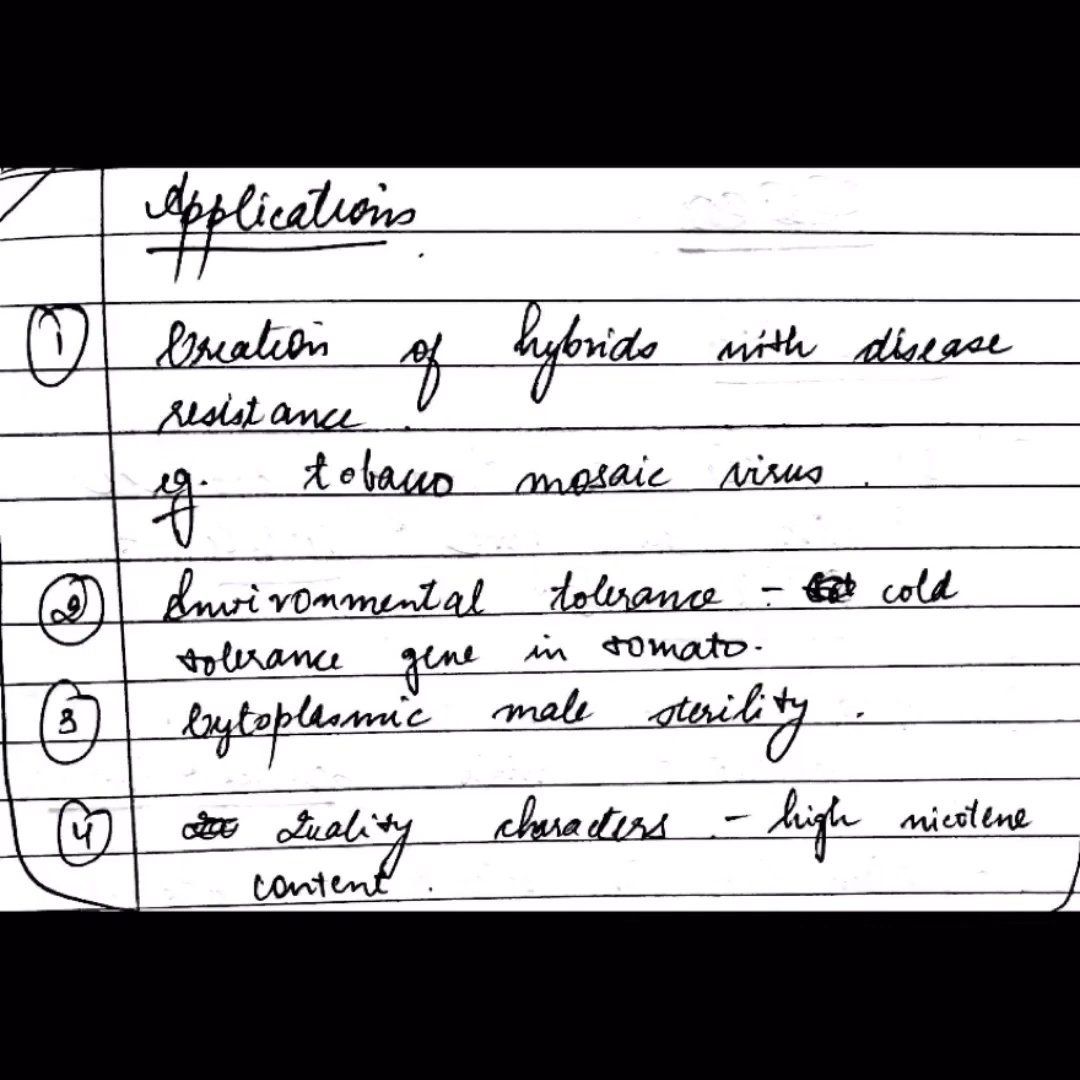 Applications
① Creation of hybrids with disease
resistance.
eg. tobacco mosaic virus.
② Environmental tolerance - cold
tolerance gene in tomato.
③ Cytoplasmic male sterility.
④ Quality characters - high nicotene
content.